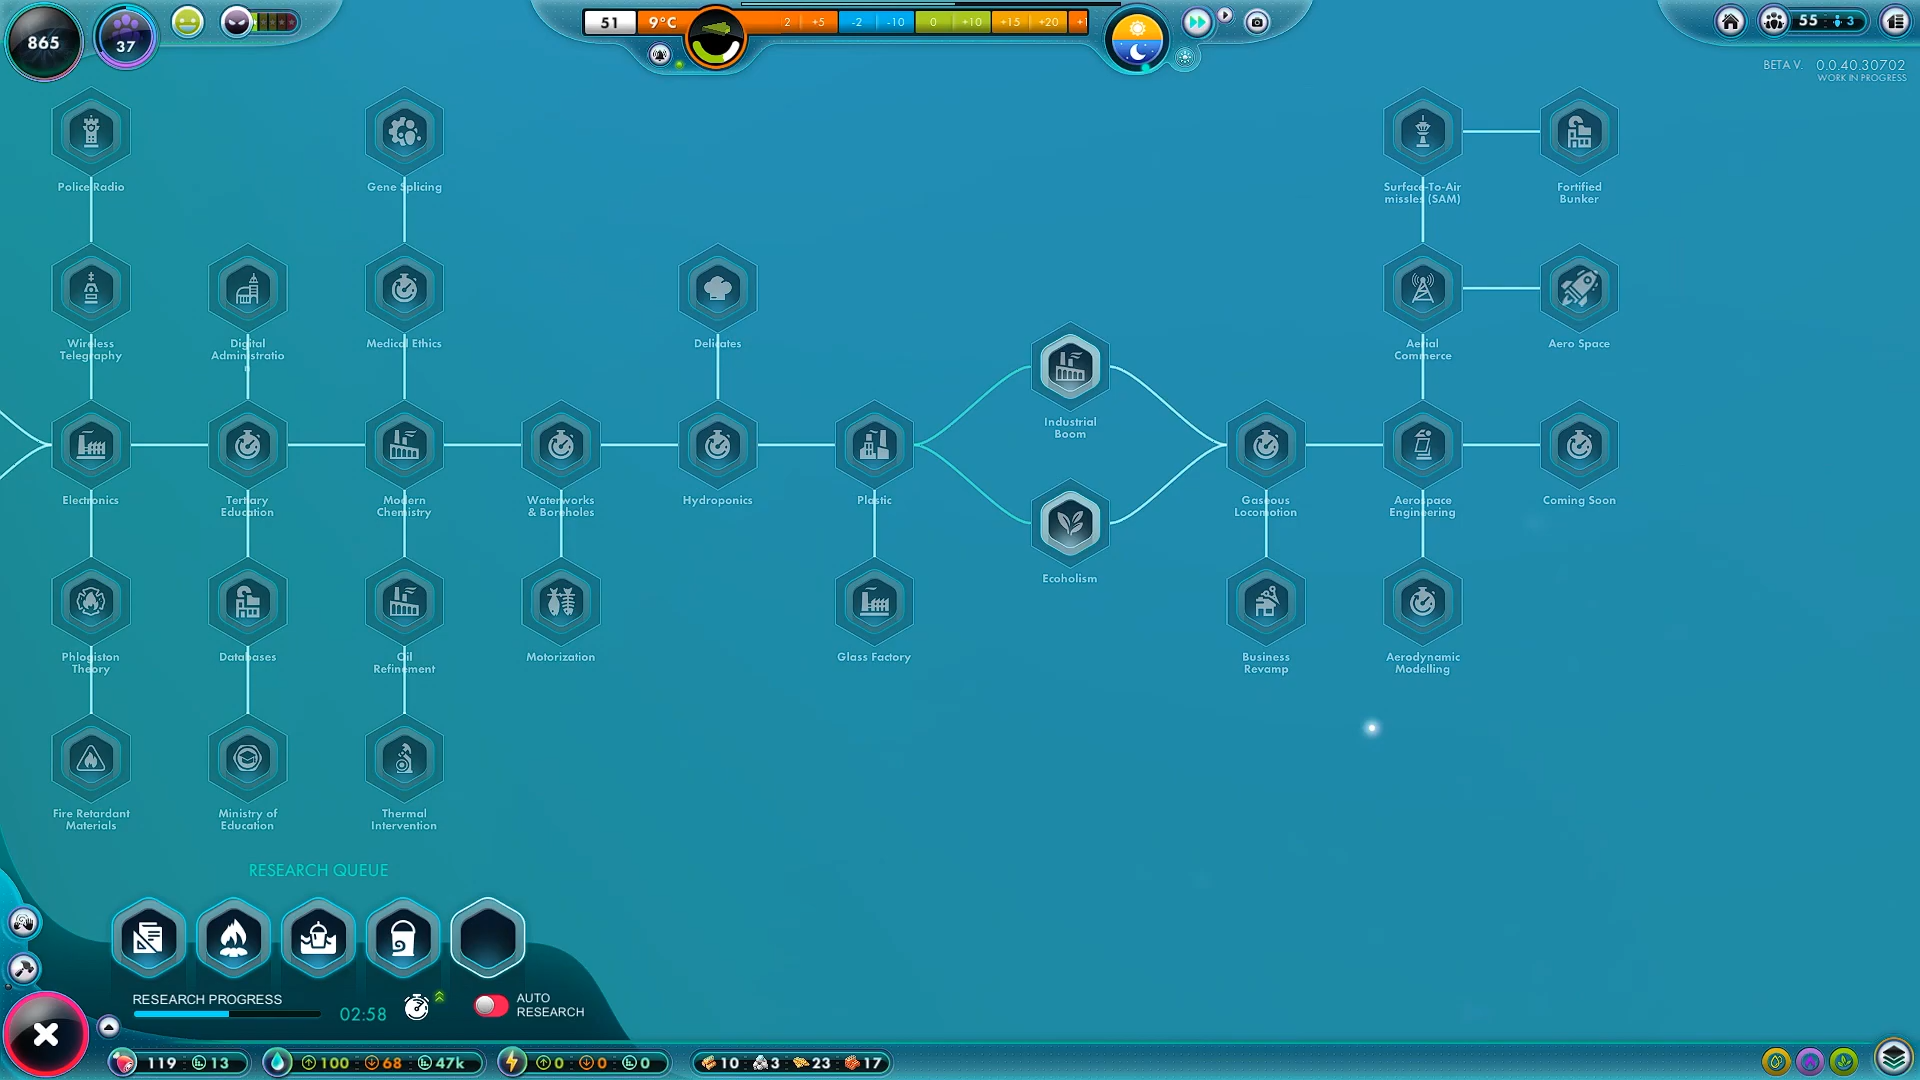 865
37
51
9°C
2
+5
-2
-10
0
+10
+15
+20
+1
55
3
BETA V. 0.0.40.30702
WORK IN PROGRESS
Police Radio
Gene Splicing
Surface-To-Air
missles (SAM)
Fortified
Bunker
Wireless
Telegraphy
Digital
Administratio
n
Medical Ethics
Delicates
Aerial
Commerce
Aero Space
Industrial
Boom
Electronics
Tertiary
Education
Modern
Chemistry
Waterworks
& Boreholes
Hydroponics
Plastic
Gaseous
Locomotion
Aerospace
Engineering
Coming Soon
Ecoholism
Phlogiston
Theory
Databases
Oil
Refinement
Motorization
Glass Factory
Business
Revamp
Aerodynamic
Modelling
Fire Retardant
Materials
Ministry of
Education
Thermal
Intervention
RESEARCH QUEUE
RESEARCH PROGRESS
02:58
AUTO
RESEARCH
119
13
100
68
47k
0
0
0
10
3
23
17